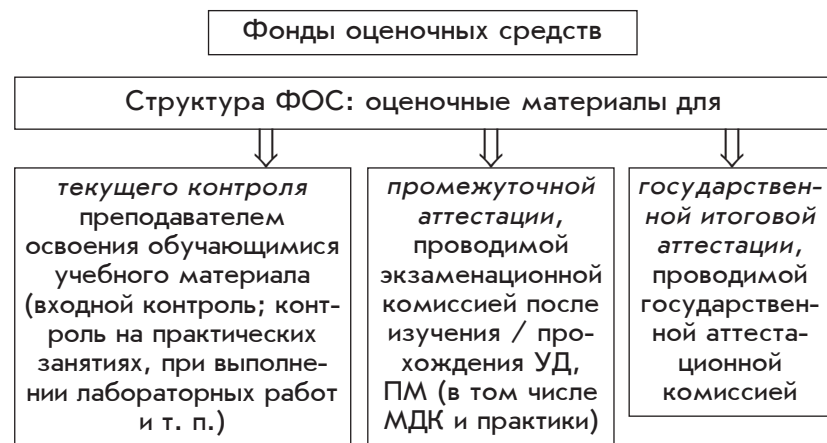 Фонды оценочных средств
Структура ФОС: оценочные материалы для
текущего контроля
преподавателем
освоения обучающимися
учебного материала
(входной контроль; конт-
роль на практических
занятиях, при выполне-
нии лабораторных работ
и т. п.)
промежуточной
аттестации,
проводимой
экзаменационной
комиссией после
изучения / про-
хождения УД,
ПМ (в том числе
МДК и практики)
государствен-
ной итоговой
аттестации,
проводимой
государствен-
ной аттеста-
ционной
комиссией